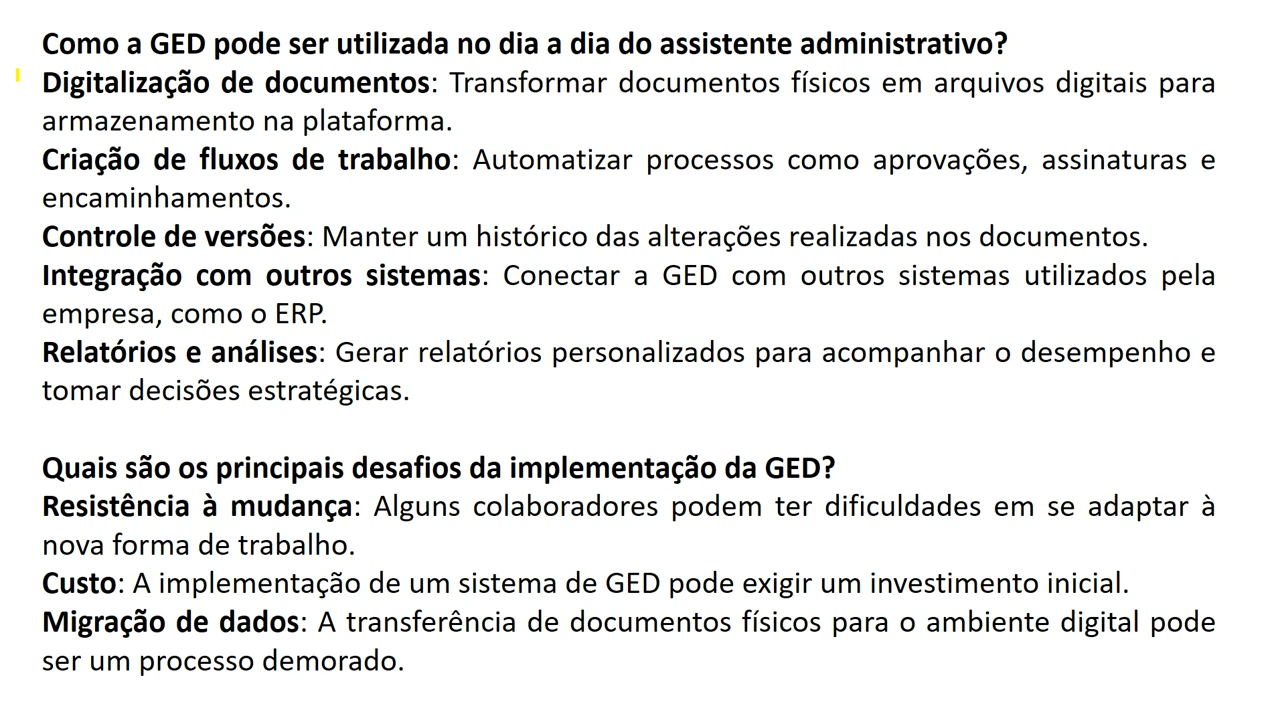 Como a GED pode ser utilizada no dia a dia do assistente administrativo?
Digitalização de documentos: Transformar documentos físicos em arquivos digitais para
armazenamento na plataforma.
Criação de fluxos de trabalho: Automatizar processos como aprovações, assinaturas e
encaminhamentos.
Controle de versões: Manter um histórico das alterações realizadas nos documentos.
Integração com outros sistemas: Conectar a GED com outros sistemas utilizados pela
empresa, como o ERP.
Relatórios e análises: Gerar relatórios personalizados para acompanhar o desempenho e
tomar decisões estratégicas.
Quais são os principais desafios da implementação da GED?
Resistência à mudança: Alguns colaboradores podem ter dificuldades em se adaptar à
nova forma de trabalho.
Custo: A implementação de um sistema de GED pode exigir um investimento inicial.
Migração de dados: A transferência de documentos físicos para o ambiente digital pode
ser um processo demorado.